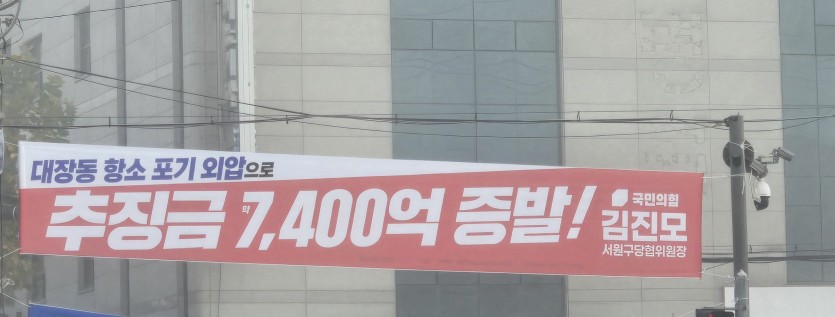 대장동 항소 포기 외압으로
추징금 약 7,400억 증발!
국민의힘
김진모
서원구당협위원장